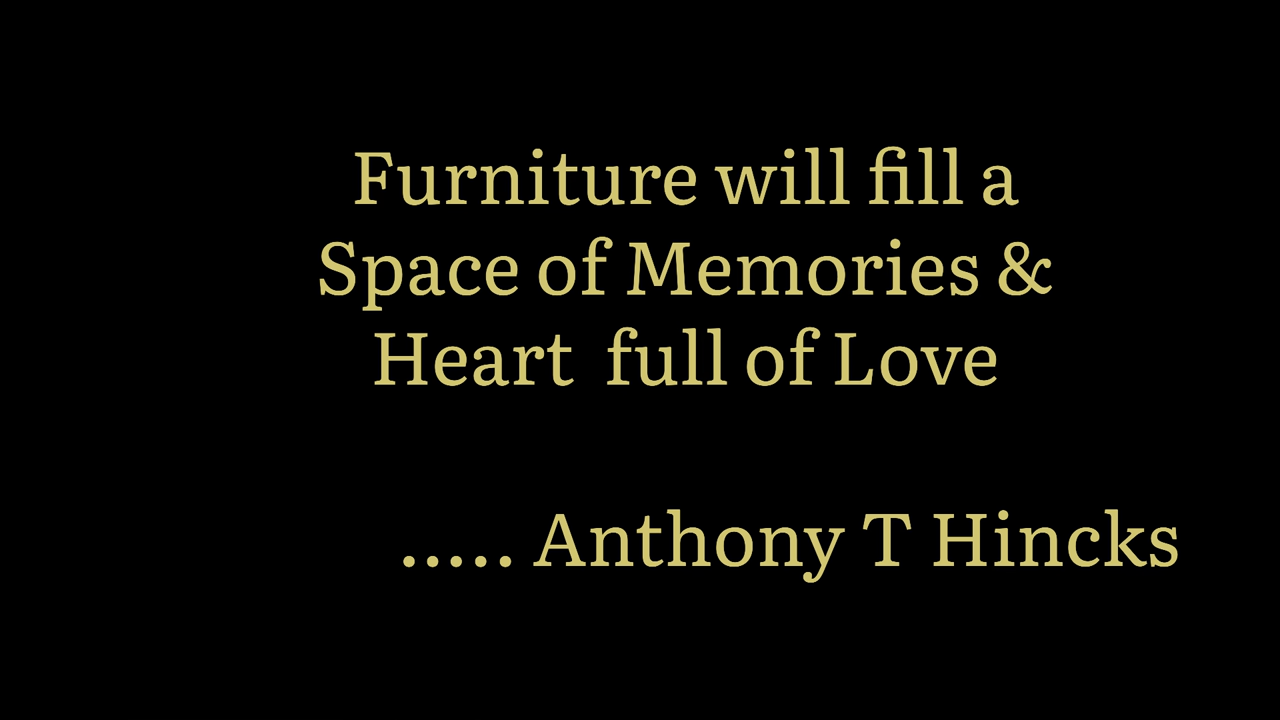 Furniture will fill a
Space of Memories &
Heart  full of Love
..... Anthony T Hincks